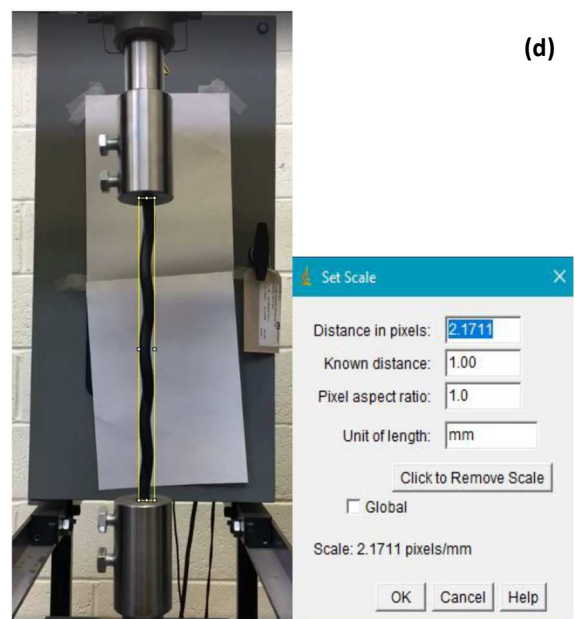 (d)
Set Scale
Distance in pixels: 2.1711
Known distance: 1.00
Pixel aspect ratio: 1.0
Unit of length: mm
Click to Remove Scale
Global
Scale: 2.1711 pixels/mm
OK Cancel Help